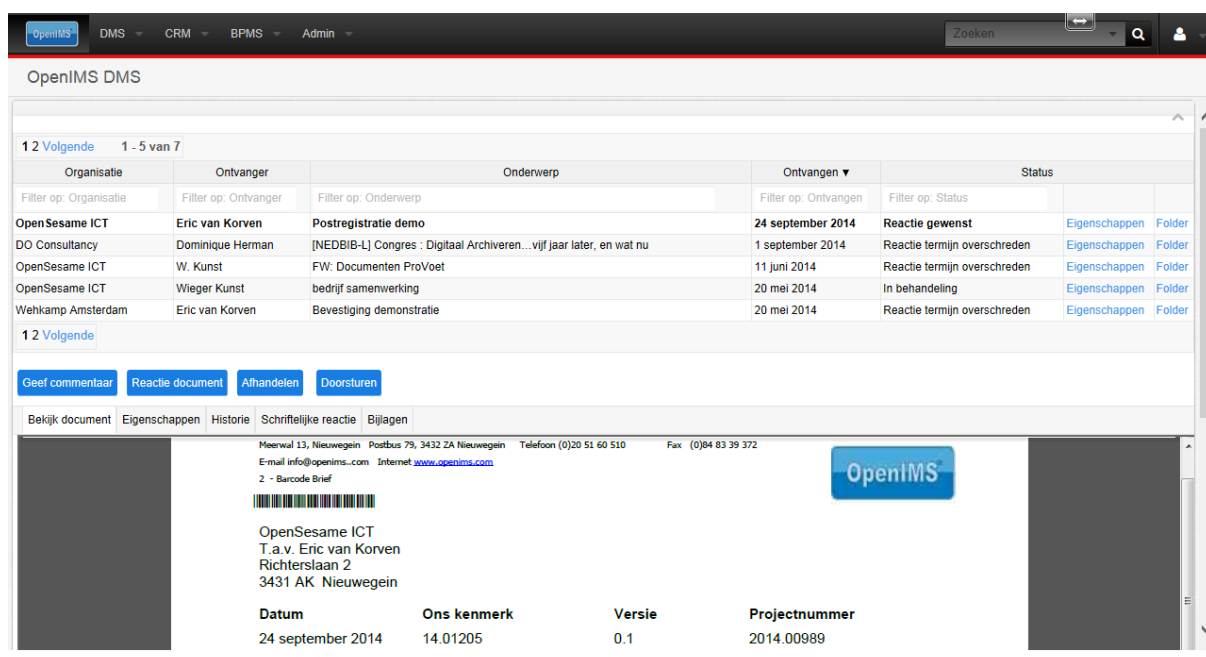 OpenIMS DMS CRM BPMS Admin Zoeken
OpenIMS DMS
1 2 Volgende 1 - 5 van 7
Organisatie Ontvanger Onderwerp Ontvangen ▼ Status
Filter op: Organisatie Filter op: Ontvanger Filter op: Onderwerp Filter op: Ontvangen Filter op: Status
OpenSesame ICT Eric van Korven Postregistratie demo 24 september 2014 Reactie gewenst Eigenschappen Folder
DO Consultancy Dominique Herman [NEDBIB-L] Congres : Digitaal Archiveren…vijf jaar later, en wat nu 1 september 2014 Reactie termijn overschreden Eigenschappen Folder
OpenSesame ICT W. Kunst FW: Documenten ProVoet 11 juni 2014 Reactie termijn overschreden Eigenschappen Folder
OpenSesame ICT Wieger Kunst bedrijf samenwerking 20 mei 2014 In behandeling Eigenschappen Folder
Wehkamp Amsterdam Eric van Korven Bevestiging demonstratie 20 mei 2014 Reactie termijn overschreden Eigenschappen Folder
1 2 Volgende
Geef commentaar Reactie document Afhandelen Doorsturen
Bekijk document Eigenschappen Historie Schriftelijke reactie Bijlagen
Meerwal 13, Nieuwegein Postbus 79, 3432 ZA Nieuwegein Telefoon (0)20 51 60 510 Fax (0)84 83 39 372
E-mail info@openims..com Internet www.openims.com
2 - Barcode Brief
OpenIMS
OpenSesame ICT
T.a.v. Eric van Korven
Richterslaan 2
3431 AK Nieuwegein
Datum Ons kenmerk Versie Projectnummer
24 september 2014 14.01205 0.1 2014.00989